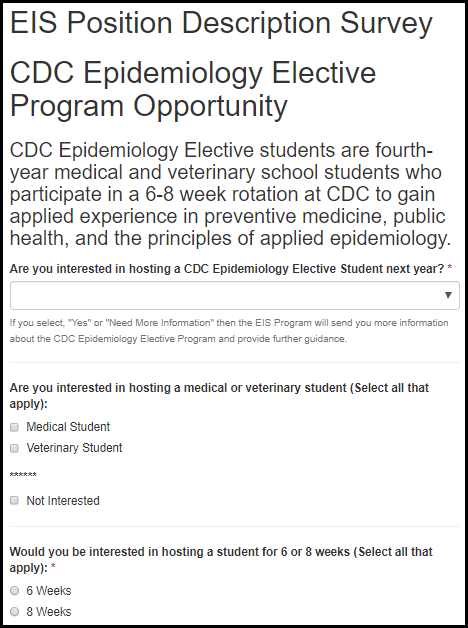 EIS Position Description Survey
CDC Epidemiology Elective
Program Opportunity
CDC Epidemiology Elective students are fourth-
year medical and veterinary school students who
participate in a 6-8 week rotation at CDC to gain
applied experience in preventive medicine, public
health, and the principles of applied epidemiology.
Are you interested in hosting a CDC Epidemiology Elective Student next year? *
If you select, "Yes" or "Need More Information" then the EIS Program will send you more information
about the CDC Epidemiology Elective Program and provide further guidance.
Are you interested in hosting a medical or veterinary student (Select all that
apply):
Medical Student
Veterinary Student
******
Not Interested
Would you be interested in hosting a student for 6 or 8 weeks (Select all that
apply): *
6 Weeks
8 Weeks